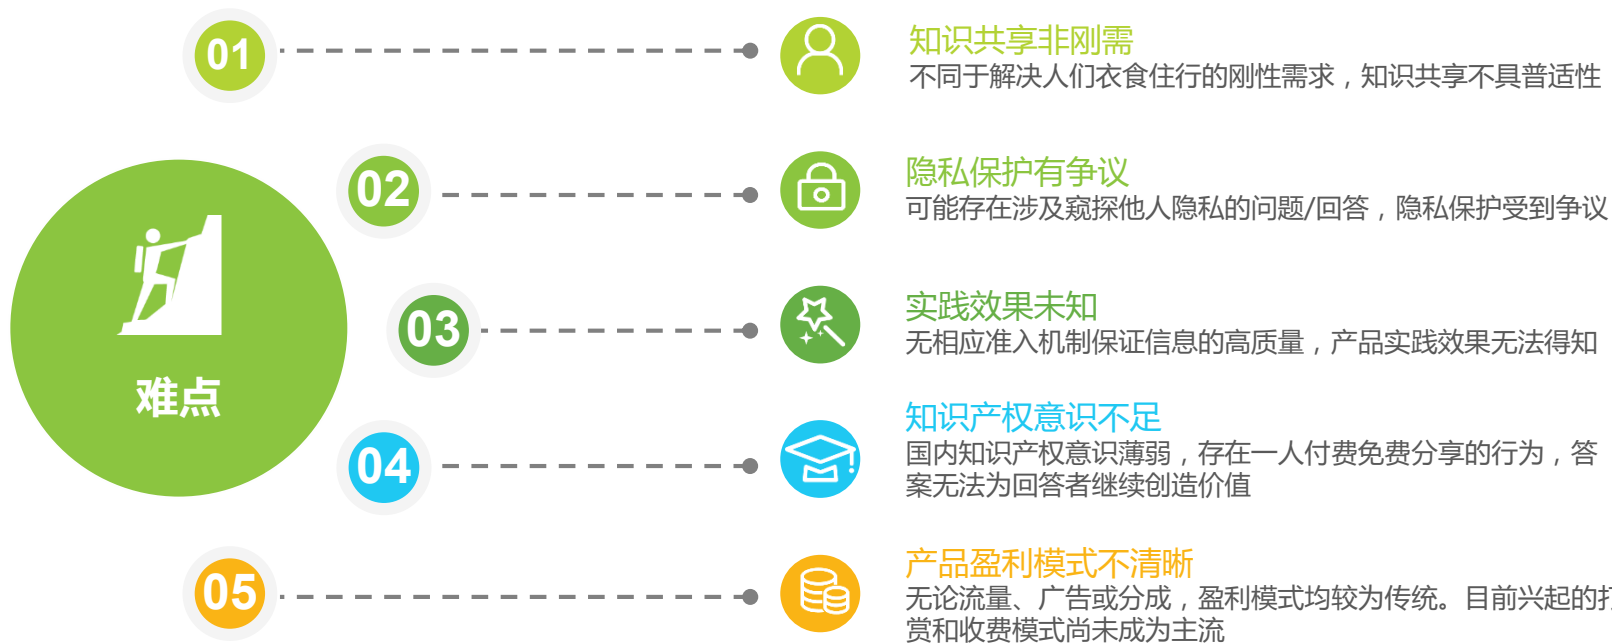 01
知识共享非刚需
不同于解决人们衣食住行的刚性需求，知识共享不具普适性
02
隐私保护有争议
可能存在涉及窥探他人隐私的问题/回答，隐私保护受到争议
03
实践效果未知
无相应准入机制保证信息的高质量，产品实践效果无法得知
难点
04
知识产权意识不足
国内知识产权意识薄弱，存在一人付费免费分享的行为，答
案无法为回答者继续创造价值
05
产品盈利模式不清晰
无论流量、广告或分成，盈利模式均较为传统。目前兴起的打
赏和收费模式尚未成为主流